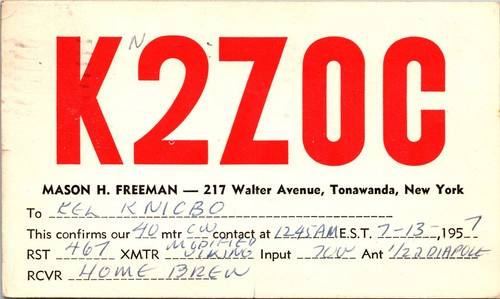 K2ZOC
N
MASON H. FREEMAN — 217 Walter Avenue, Tonawanda, New York
To KEL KN1CBO
This confirms our 40 mtr CW contact at 1245AM E.S.T. 7-13-, 1957
RST 467 XMTR MODIFIED VIKING Input 70W Ant 1/2 2 DIAPOLE
RCVR HOME BREW